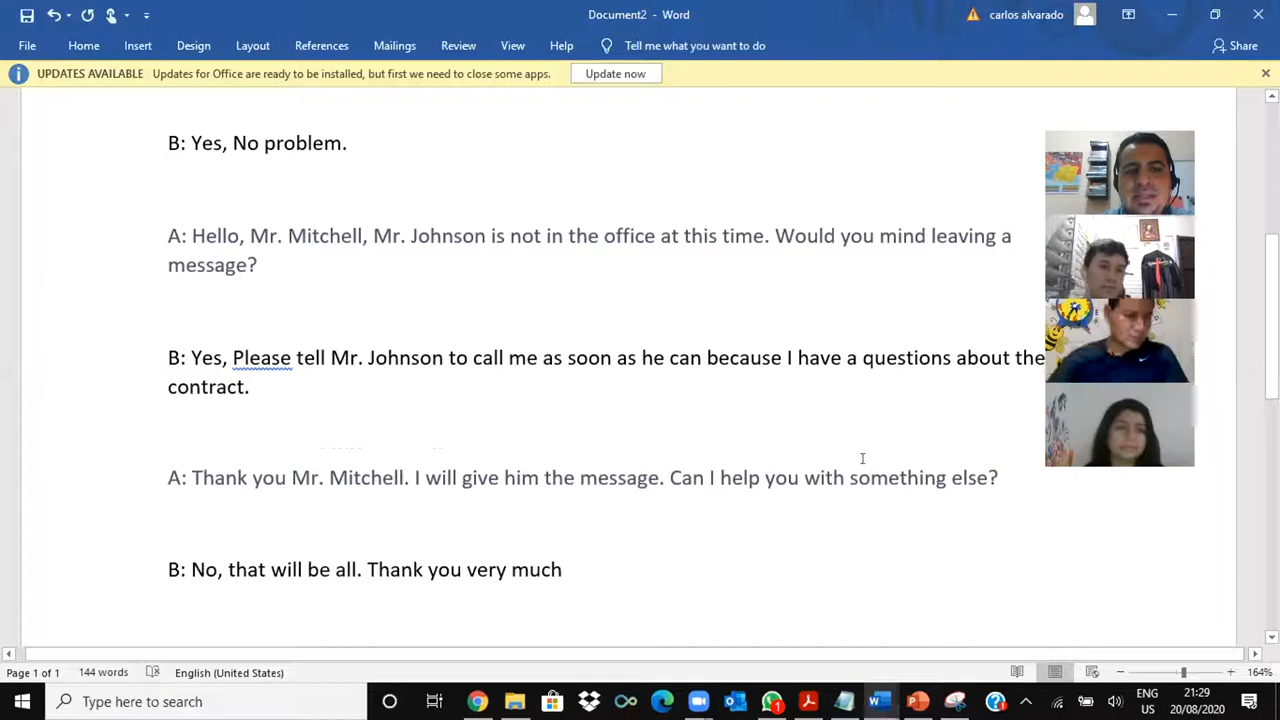 Document2 - Word
carlos alvarado
File Home Insert Design Layout References Mailings Review View Help Tell me what you want to do Share
UPDATES AVAILABLE Updates for Office are ready to be installed, but first we need to close some apps. Update now
B: Yes, No problem.
A: Hello, Mr. Mitchell, Mr. Johnson is not in the office at this time. Would you mind leaving a
message?
B: Yes, Please tell Mr. Johnson to call me as soon as he can because I have a questions about the
contract.
A: Thank you Mr. Mitchell. I will give him the message. Can I help you with something else?
B: No, that will be all. Thank you very much
Page 1 of 1 144 words English (United States) 164%
Type here to search
ENG 21:29
US 20/08/2020